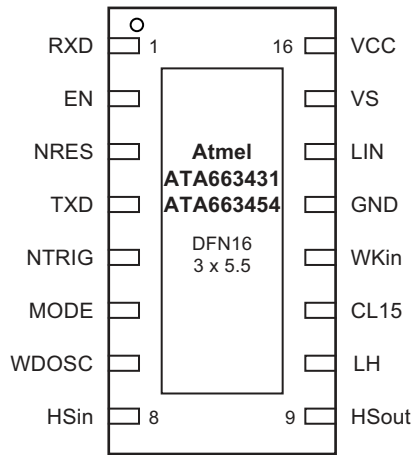 RXD 1 16 VCC
EN VS
NRES Atmel LIN
ATA663431
TXD ATA663454 GND
DFN16
NTRIG 3 x 5.5 WKin
MODE CL15
WDOSC LH
HSin 8 9 HSout